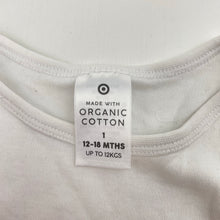 MADE WITH
ORGANIC
COTTON
1
12-18 MTHS
UP TO 12KGS